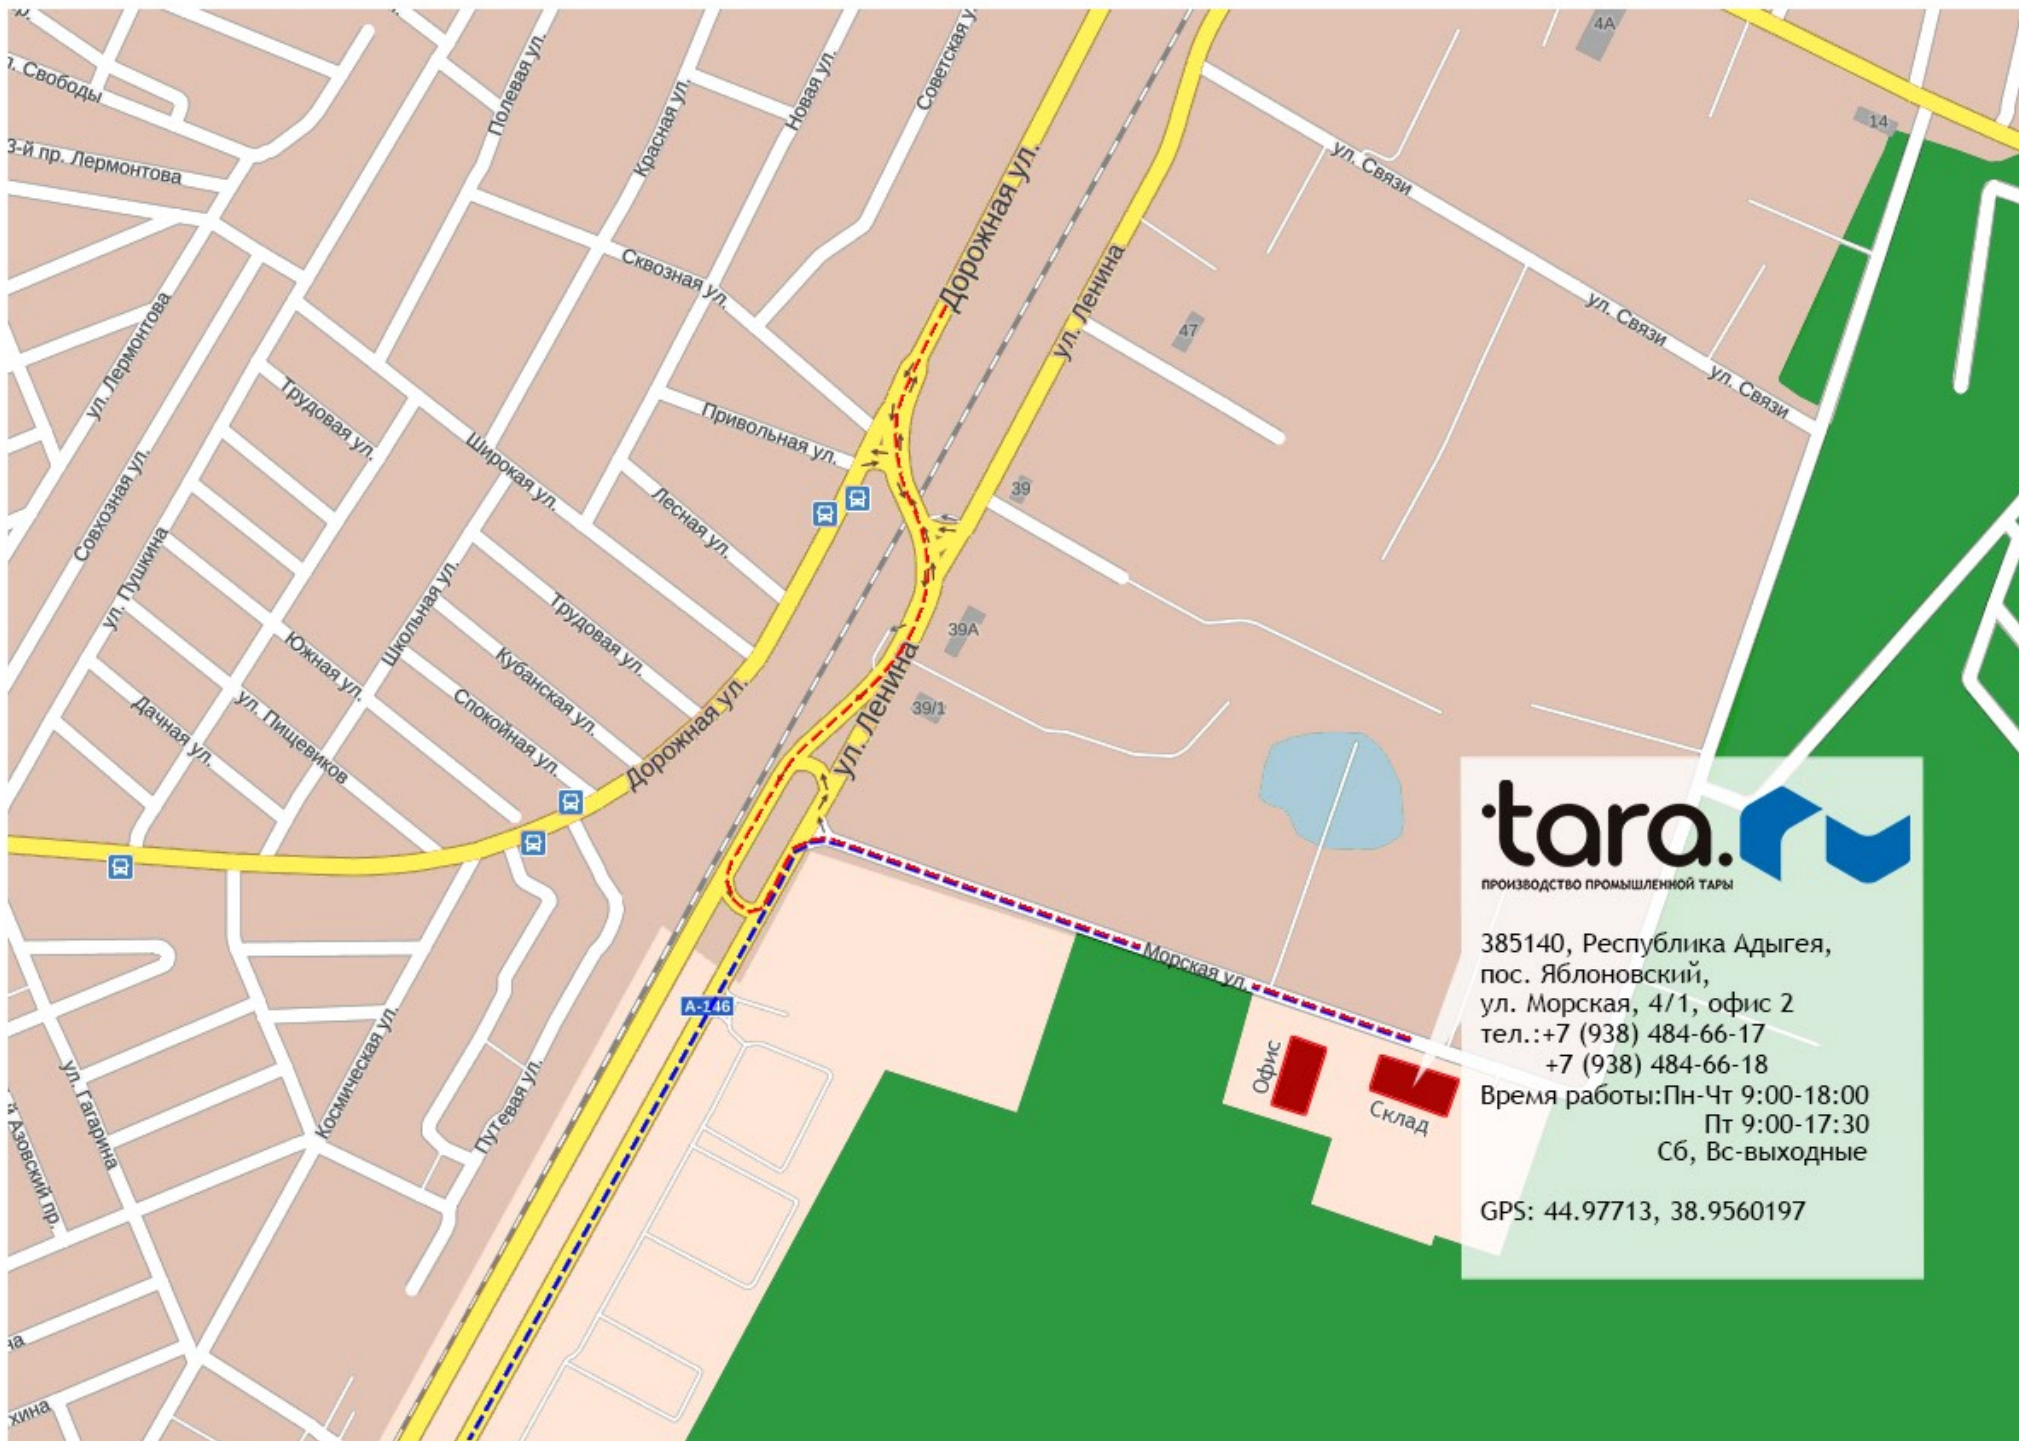 л. Свободы
3-й пр. Лермонтова
Полевая ул.
Красная ул.
Новая ул.
Советская у
Дорожная ул.
4А
14
ул. Связи
Сквозная ул.
ул. Ленина
47
ул. Связи
ул. Связи
ул. Лермонтова
Трудовая ул.
Широкая ул.
Привольная ул.
Лесная ул.
39
Совхозная ул.
ул. Пушкина
Школьная ул.
Трудовая ул.
Кубанская ул.
Спокойная ул.
Южная ул.
ул. Пищевиков
Дачная ул.
Дорожная ул.
39А
39/1
ул. Ленина
А-146
Морская ул.
Офис
Склад
Космическая ул.
Путевая ул.
ул. Гагарина
й Азовский пр.
на
хина
tara.ru
ПРОИЗВОДСТВО ПРОМЫШЛЕННОЙ ТАРЫ
385140, Республика Адыгея,
пос. Яблоновский,
ул. Морская, 4/1, офис 2
тел.:+7 (938) 484-66-17
+7 (938) 484-66-18
Время работы:Пн-Чт 9:00-18:00
Пт 9:00-17:30
Сб, Вс-выходные
GPS: 44.97713, 38.9560197